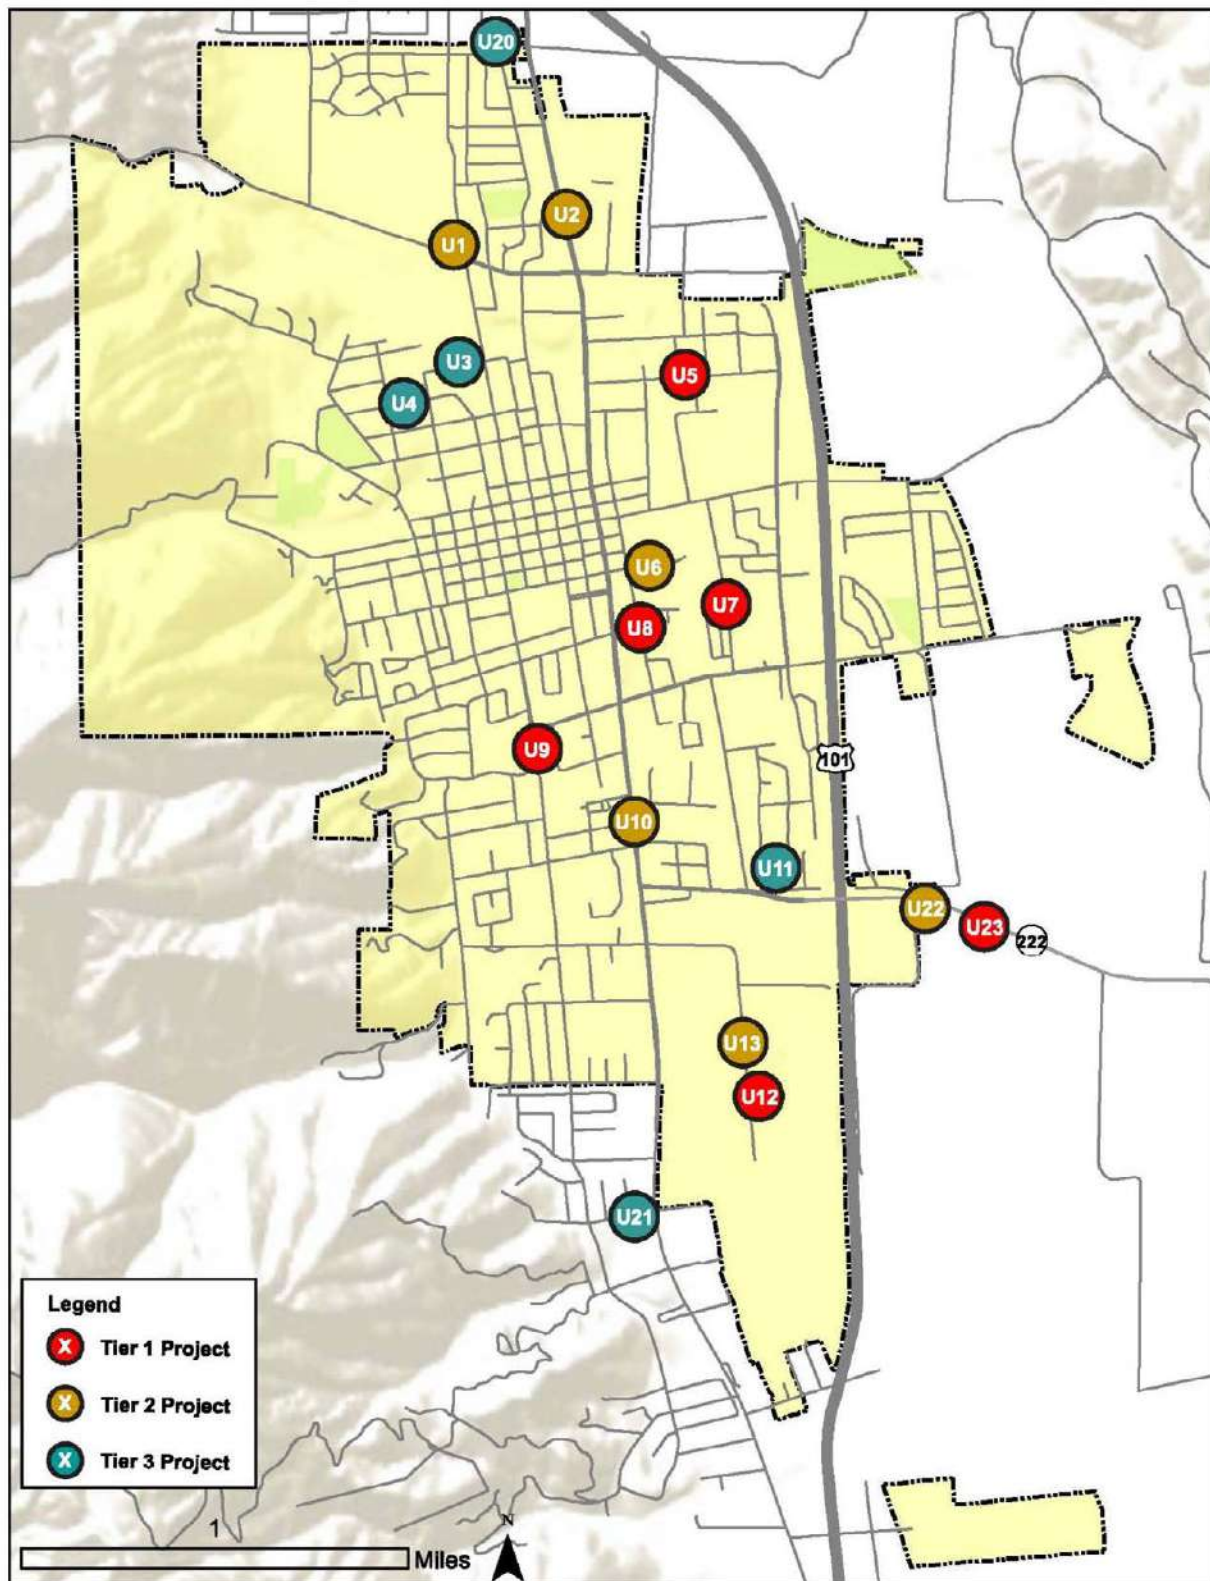 U20
U2
U1
U3
U5
U4
U6
U7
U8
U9
101
U10
U11
U22
U23
222
U13
U12
U21
Legend
X Tier 1 Project
X Tier 2 Project
X Tier 3 Project
1
N
Miles